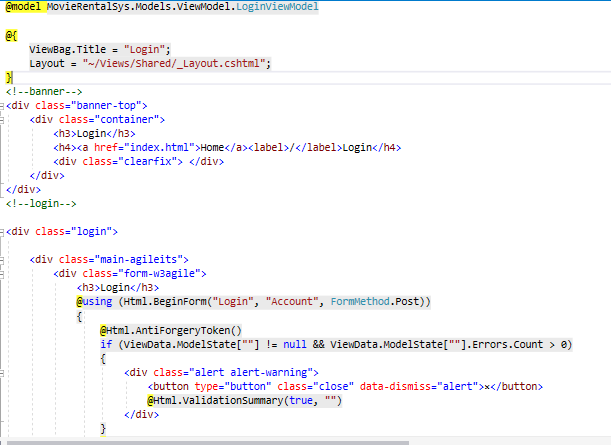 @model MovieRentalSys.Models.ViewModel.LoginViewModel
@{
ViewBag.Title = "Login";
Layout = "~/Views/Shared/_Layout.cshtml";
}
<!--banner-->
<div class="banner-top">
<div class="container">
<h3>Login</h3>
<h4><a href="index.html">Home</a><label>/</label>Login</h4>
<div class="clearfix"> </div>
</div>
</div>
<!--login-->
<div class="login">
<div class="main-agileits">
<div class="form-w3agile">
<h3>Login</h3>
@using (Html.BeginForm("Login", "Account", FormMethod.Post))
{
@Html.AntiForgeryToken()
if (ViewData.ModelState[""] != null && ViewData.ModelState[""].Errors.Count > 0)
{
<div class="alert alert-warning">
<button type="button" class="close" data-dismiss="alert">×</button>
@Html.ValidationSummary(true, "")
</div>
}